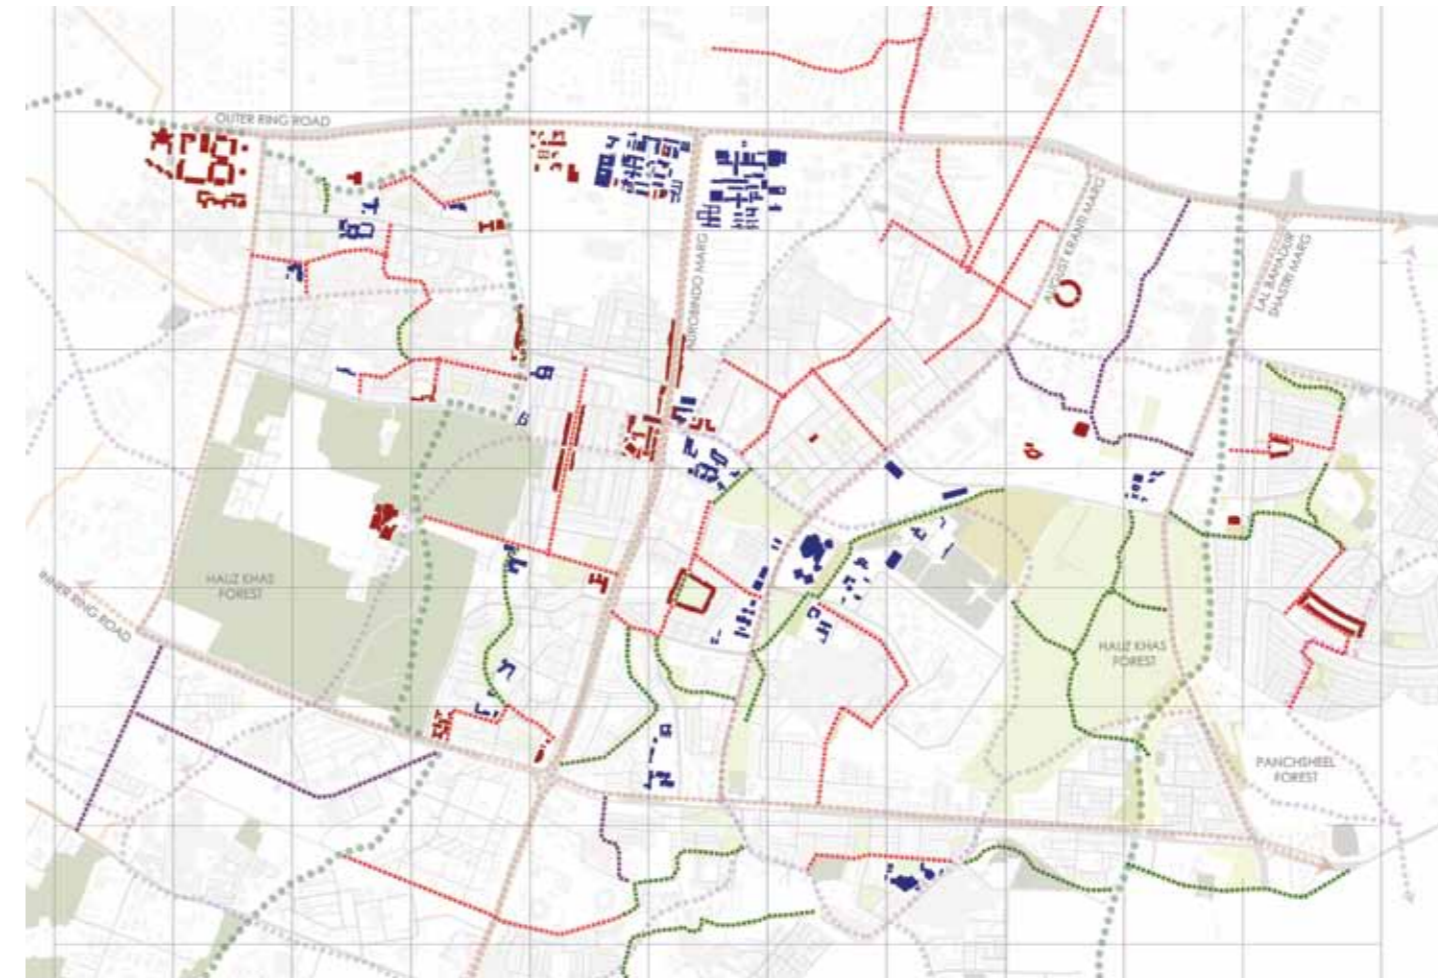 OUTER RING ROAD
AUROBINDO MARG
AUGUST KRANTI MARG
LAL BAHADUR
SHASTRI MARG
HAUZ KHAS
FOREST
INNER RING ROAD
HAUZ KHAS
FOREST
PANCHSHEEL
FOREST